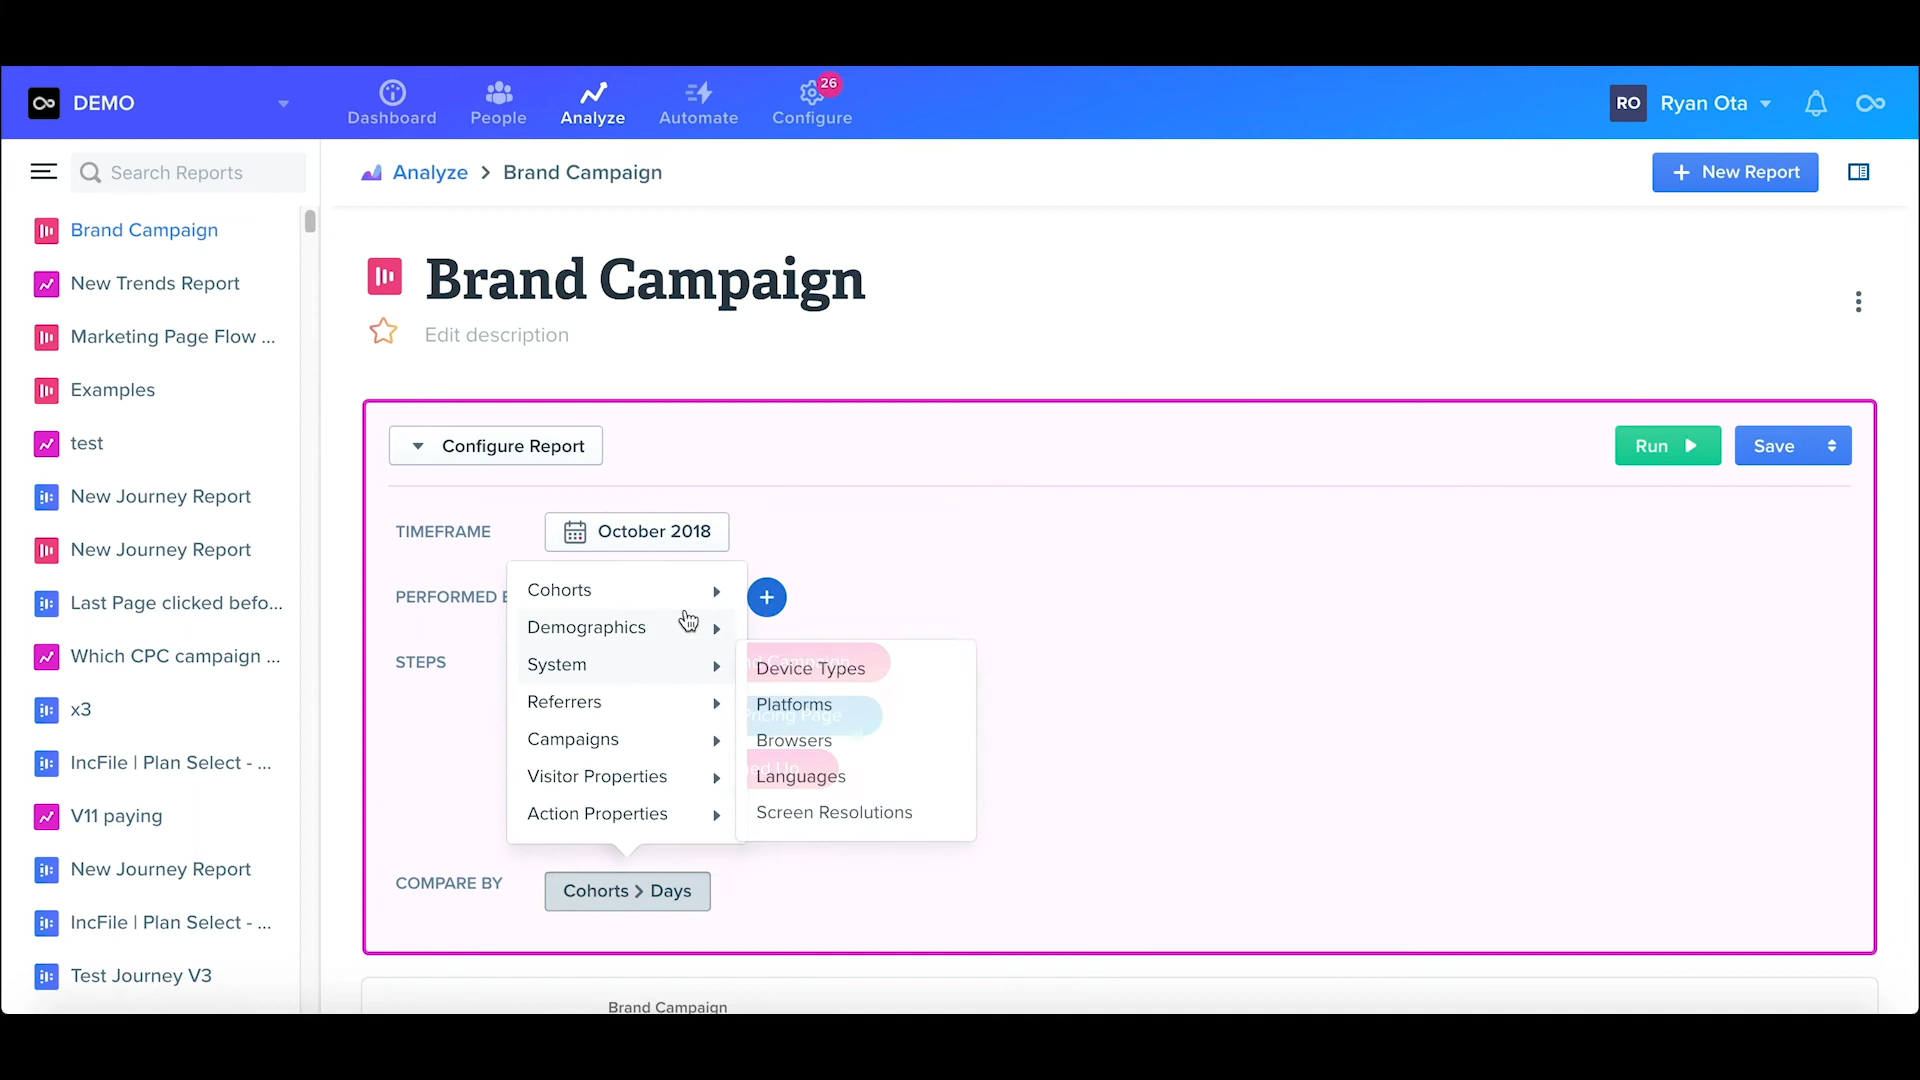 DEMO
Dashboard
People
Analyze
Automate
26
Configure
RO
Ryan Ota
Search Reports
Analyze
Brand Campaign
New Report
Brand Campaign
New Trends Report
Marketing Page Flow ...
Examples
test
New Journey Report
New Journey Report
Last Page clicked befo...
Which CPC campaign ...
x3
IncFile | Plan Select - ...
V11 paying
New Journey Report
IncFile | Plan Select - ...
Test Journey V3
Brand Campaign
Edit description
Configure Report
Run
Save
TIMEFRAME
October 2018
PERFORMED
STEPS
Cohorts
Demographics
System
Referrers
Campaigns
Visitor Properties
Action Properties
Device Types
Platforms
Pricing Page
Browsers
Languages
Screen Resolutions
COMPARE BY
Cohorts > Days
Brand Campaign